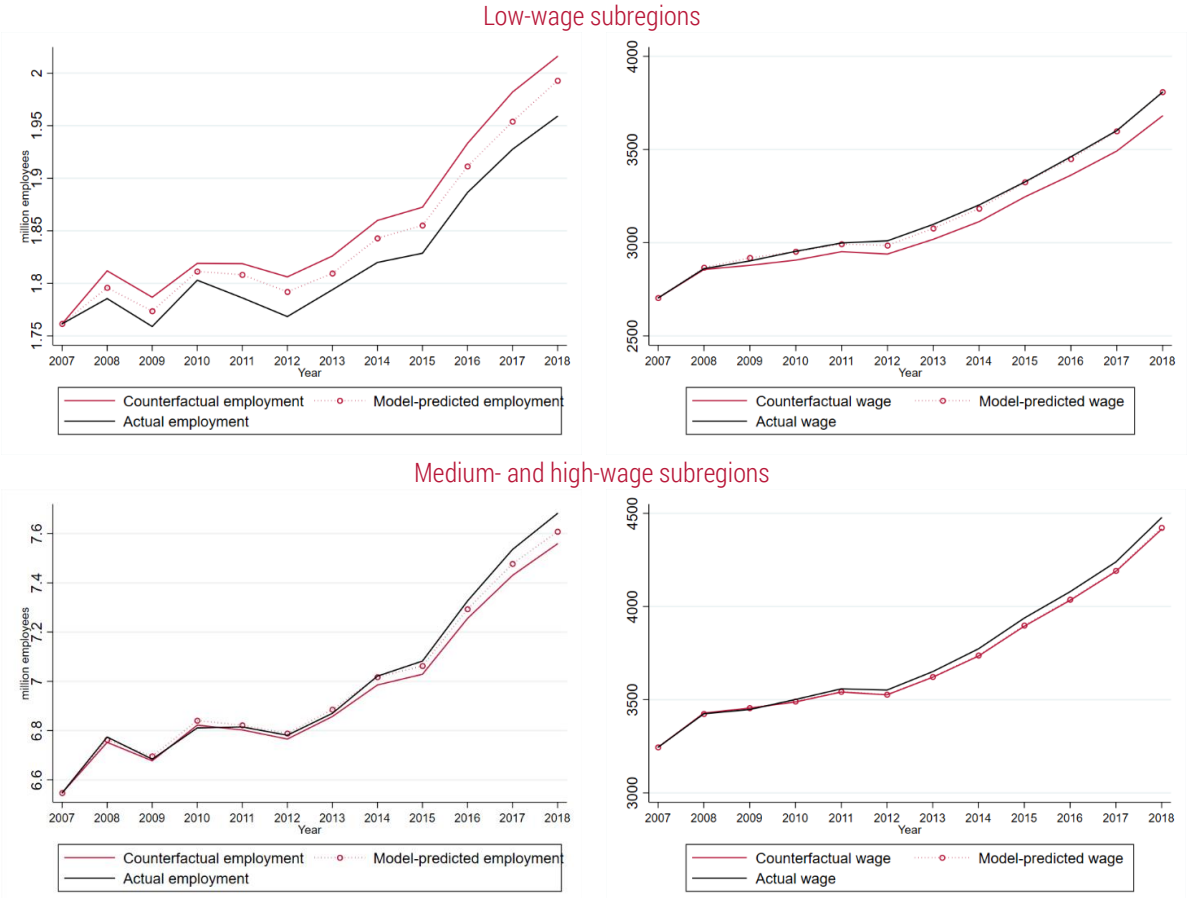 Low-wage subregions
2
1.95
1.9
1.85
1.8
1.75
million employees
2007 2008 2009 2010 2011 2012 2013 2014 2015 2016 2017 2018
Year
Counterfactual employment Model-predicted employment
Actual employment
4000
3500
3000
2500
2007 2008 2009 2010 2011 2012 2013 2014 2015 2016 2017 2018
Year
Counterfactual wage Model-predicted wage
Actual wage
Medium- and high-wage subregions
7.6
7.4
7.2
7
6.8
6.6
million employees
2007 2008 2009 2010 2011 2012 2013 2014 2015 2016 2017 2018
Year
Counterfactual employment Model-predicted employment
Actual employment
4500
4000
3500
3000
2007 2008 2009 2010 2011 2012 2013 2014 2015 2016 2017 2018
Year
Counterfactual wage Model-predicted wage
Actual wage